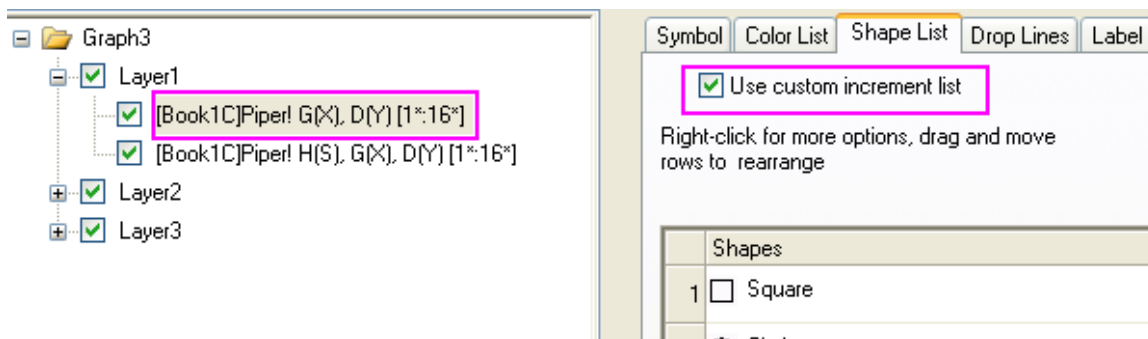 Graph3
Layer1
[Book1C]Piper! G(X), D(Y) [1*:16*]
[Book1C]Piper! H(S), G(X), D(Y) [1*:16*]
Layer2
Layer3
Symbol Color List Shape List Drop Lines Label
Use custom increment list
Right-click for more options, drag and move
rows to rearrange
Shapes
1 Square